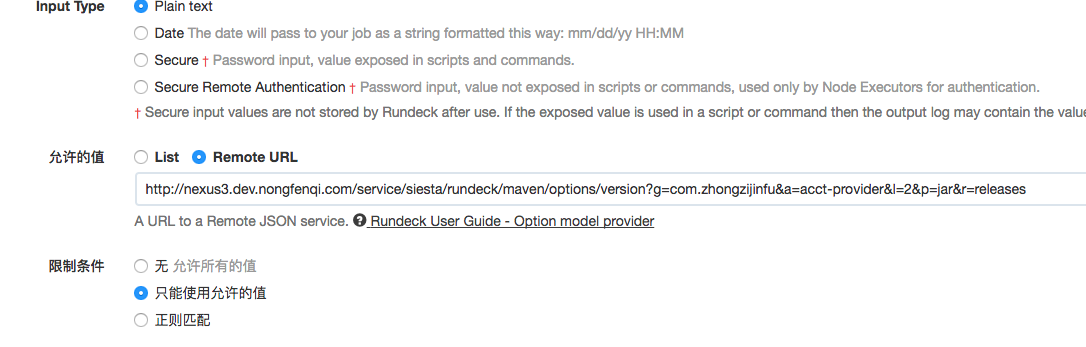 Input Type Plain text
Date The date will pass to your job as a string formatted this way: mm/dd/yy HH:MM
Secure † Password input, value exposed in scripts and commands.
Secure Remote Authentication † Password input, value not exposed in scripts or commands, used only by Node Executors for authentication.
† Secure input values are not stored by Rundeck after use. If the exposed value is used in a script or command then the output log may contain the value
允许的值 List Remote URL
http://nexus3.dev.nongfenqi.com/service/siesta/rundeck/maven/options/version?g=com.zhongzijinfu&a=acct-provider&l=2&p=jar&r=releases
A URL to a Remote JSON service. ? Rundeck User Guide - Option model provider
限制条件 无 允许所有的值
只能使用允许的值
正则匹配